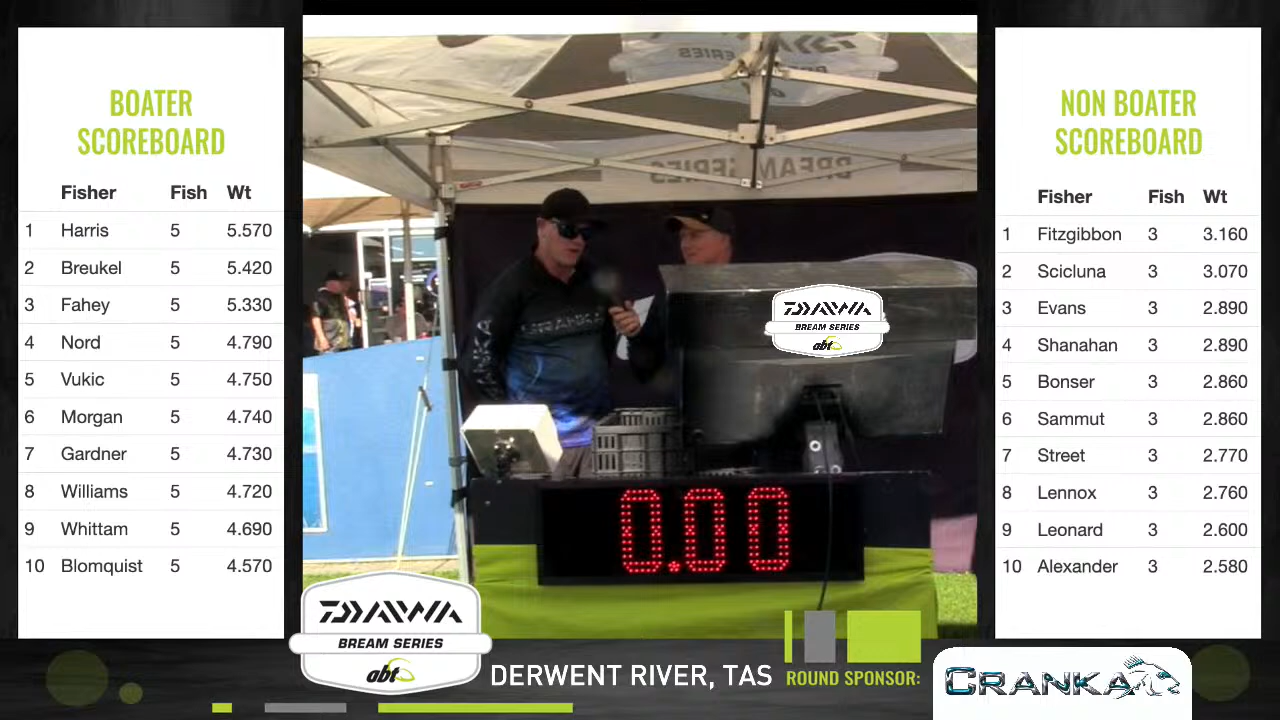 BOATER
SCOREBOARD
Fisher Fish Wt
1 Harris 5 5.570
2 Breukel 5 5.420
3 Fahey 5 5.330
4 Nord 5 4.790
5 Vukic 5 4.750
6 Morgan 5 4.740
7 Gardner 5 4.730
8 Williams 5 4.720
9 Whittam 5 4.690
10 Blomquist 5 4.570
BREAM SERIES
CRANKA
DAIWA
BREAM SERIES
abt
0.00
NON BOATER
SCOREBOARD
Fisher Fish Wt
1 Fitzgibbon 3 3.160
2 Scicluna 3 3.070
3 Evans 3 2.890
4 Shanahan 3 2.890
5 Bonser 3 2.860
6 Sammut 3 2.860
7 Street 3 2.770
8 Lennox 3 2.760
9 Leonard 3 2.600
10 Alexander 3 2.580
DAIWA
BREAM SERIES
abt
DERWENT RIVER, TAS
ROUND SPONSOR:
CRANKA